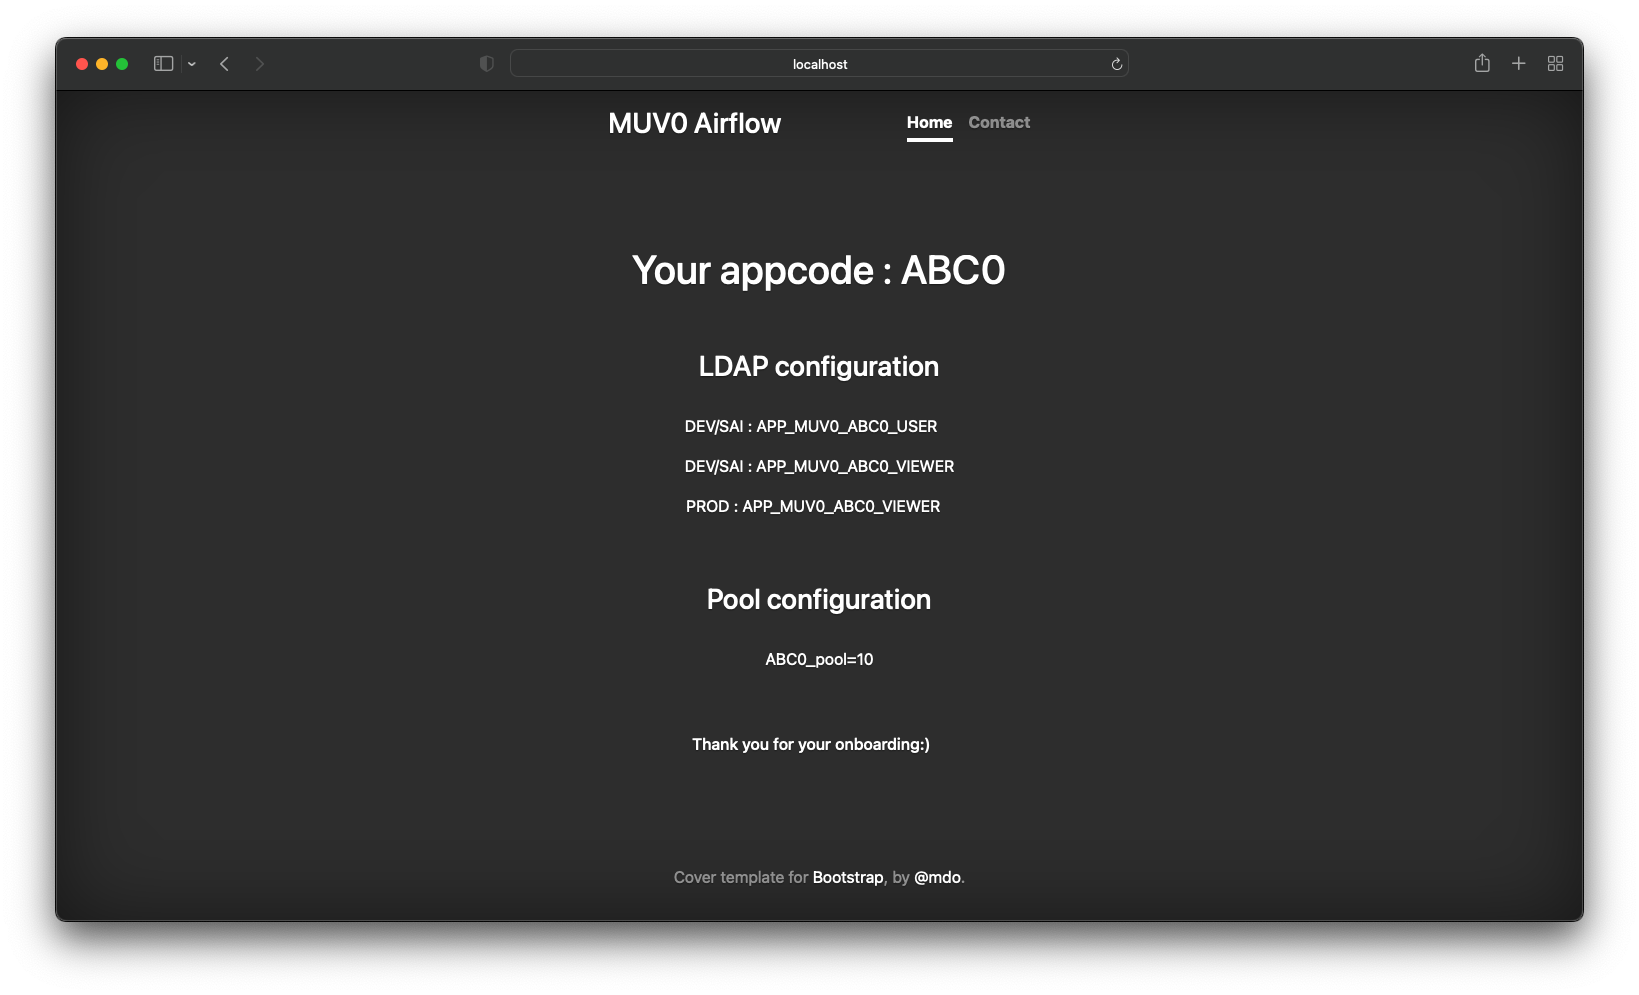 localhost
MUV0 Airflow
Home Contact
Your appcode : ABC0
LDAP configuration
DEV/SAI : APP_MUV0_ABC0_USER
DEV/SAI : APP_MUV0_ABC0_VIEWER
PROD : APP_MUV0_ABC0_VIEWER
Pool configuration
ABC0_pool=10
Thank you for your onboarding:)
Cover template for Bootstrap, by @mdo.